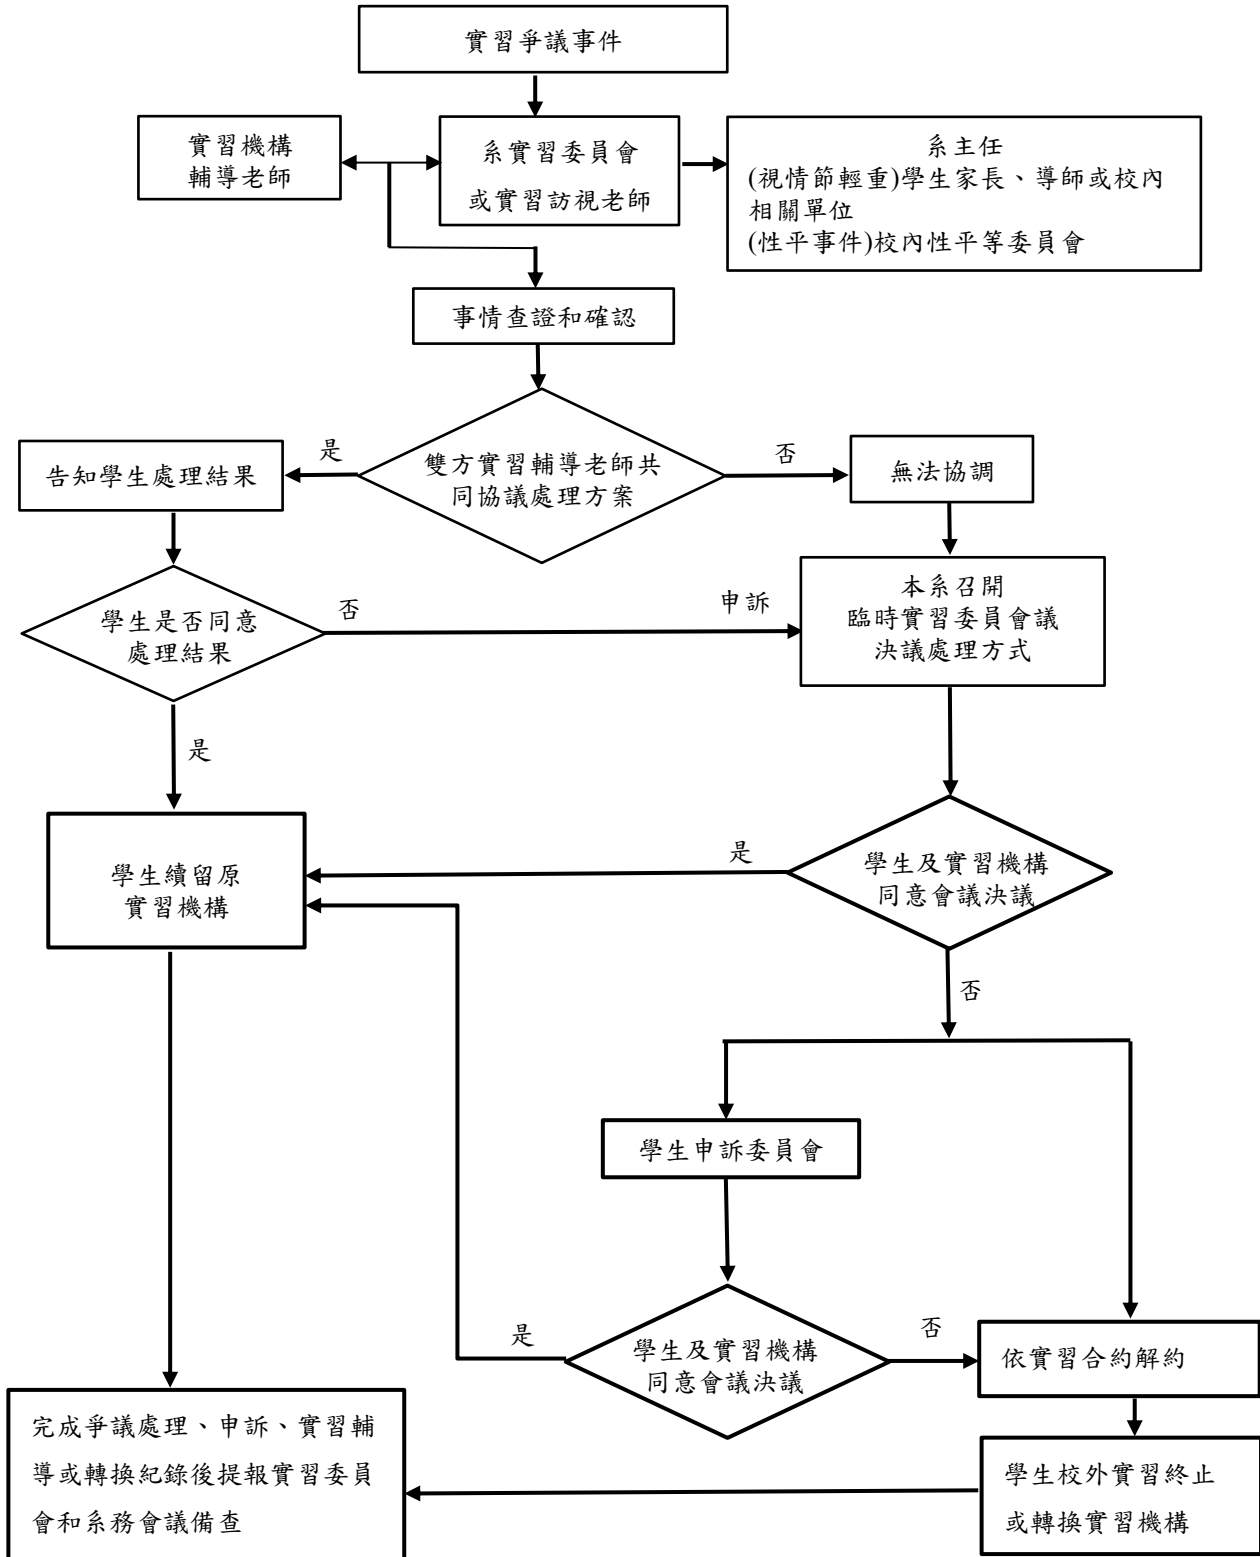 實習爭議事件
實習機構
輔導老師
系實習委員會
或實習訪視老師
系主任
(視情節輕重)學生家長、導師或校內
相關單位
(性平事件)校內性平等委員會
事情查證和確認
雙方實習輔導老師共
同協議處理方案
是
否
告知學生處理結果
無法協調
學生是否同意
處理結果
否
申訴
本系召開
臨時實習委員會議
決議處理方式
是
學生續留原
實習機構
是
學生及實習機構
同意會議決議
否
學生申訴委員會
學生及實習機構
同意會議決議
是
否
依實習合約解約
完成爭議處理、申訴、實習輔
導或轉換紀錄後提報實習委員
會和系務會議備查
學生校外實習終止
或轉換實習機構